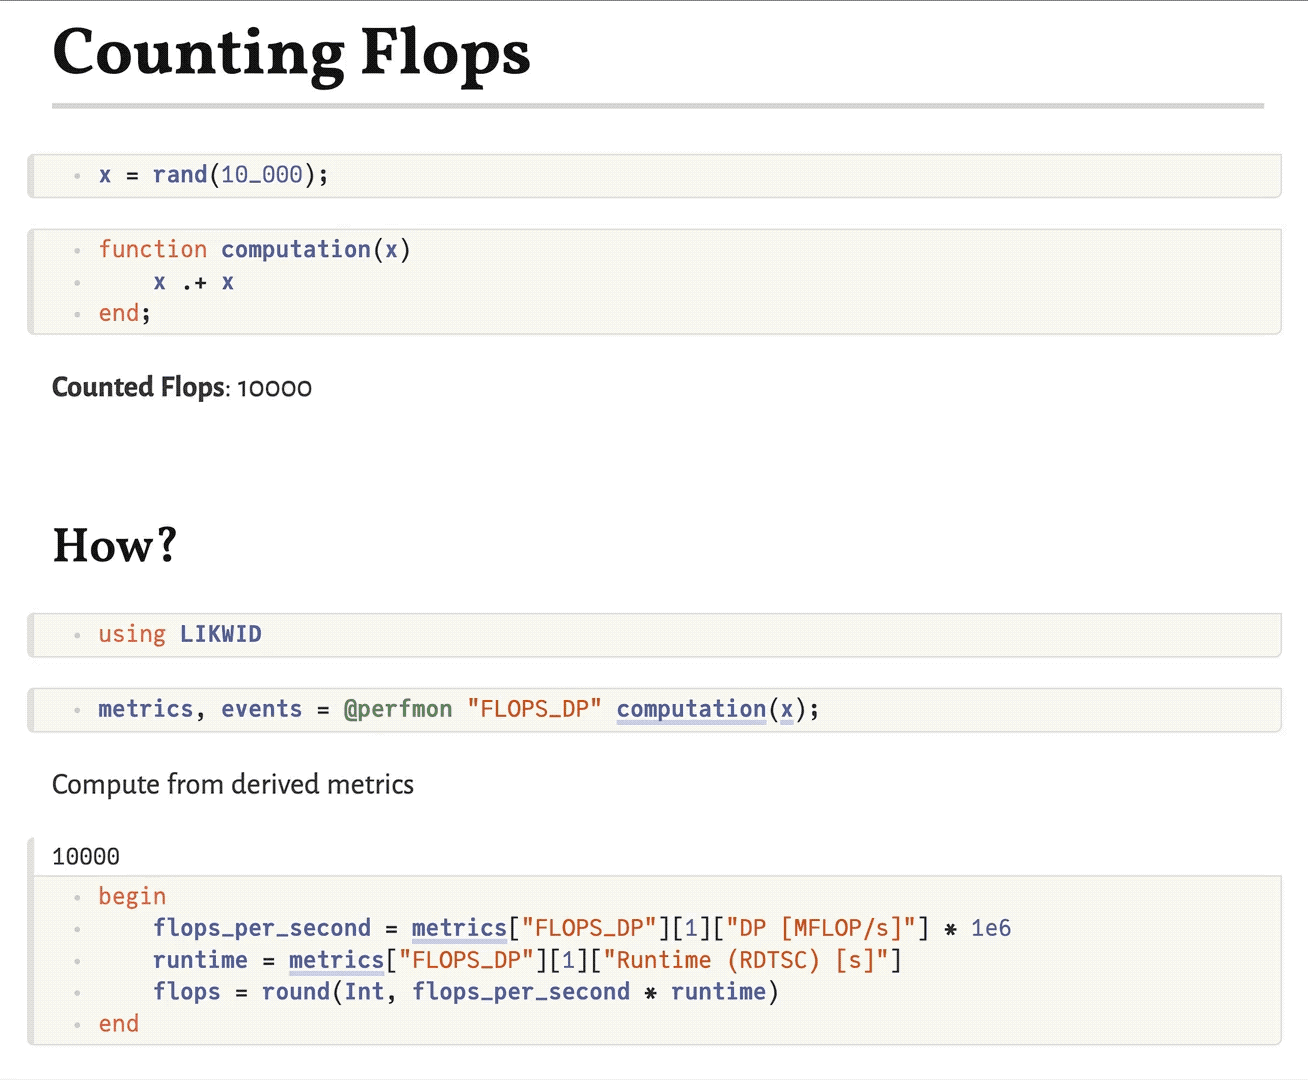 Counting Flops
x = rand(10_000);
function computation(x)
    x .+ x
end;
Counted Flops: 10000
How?
using LIKWID
metrics, events = @perfmon "FLOPS_DP" computation(x);
Compute from derived metrics
10000
begin
    flops_per_second = metrics["FLOPS_DP"][1]["DP [MFLOP/s]"] * 1e6
    runtime = metrics["FLOPS_DP"][1]["Runtime (RDTSC) [s]"]
    flops = round(Int, flops_per_second * runtime)
end